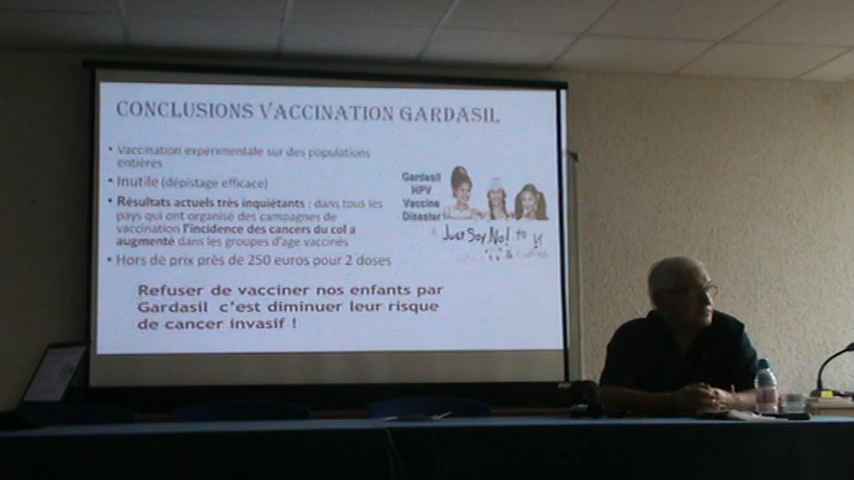 CONCLUSIONS VACCINATION GARDASIL
• Vaccination expérimentale sur des populations
entières
• Inutile (dépistage efficace)
• Résultats actuels très inquiétants : dans tous les
pays qui ont organisé des campagnes de
vaccination l'incidence des cancers du col a
augmenté dans les groupes d'age vaccinés
• Hors de prix près de 250 euros pour 2 doses
Gardasil
HPV
Vaccine
Disaster
Just Say No! to
Refuser de vacciner nos enfants par
Gardasil c'est diminuer leur risque
de cancer invasif !